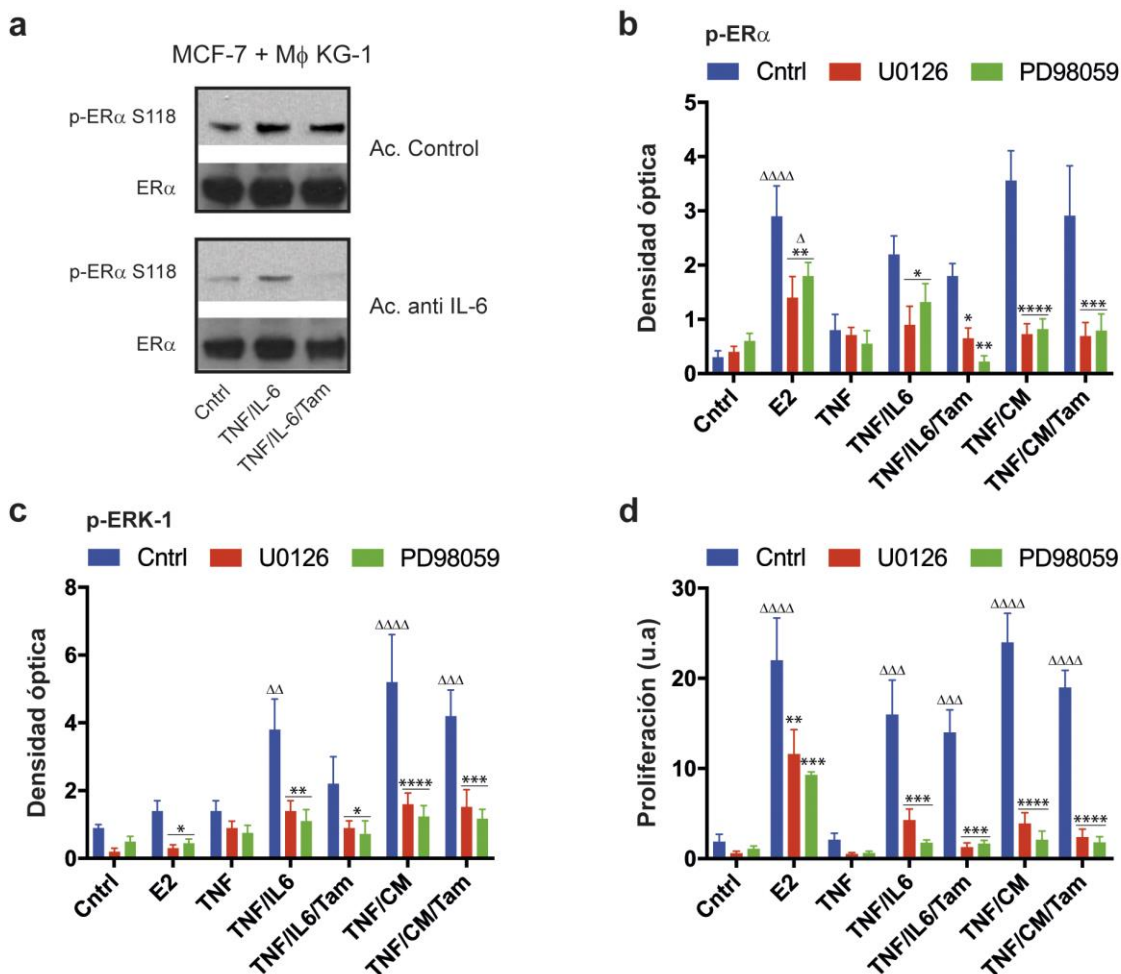 a
MCF-7 + Mϕ KG-1
p-ERα S118
Ac. Control
ERα
p-ERα S118
Ac. anti IL-6
ERα
Cntrl
TNF/IL-6
TNF/IL-6/Tam
b
p-ERα
Cntrl U0126 PD98059
Densidad óptica
5
4
3
2
1
0
ΔΔΔΔ
Δ
**
*
*
**
****
***
Cntrl
E2
TNF
TNF/IL6
TNF/IL6/Tam
TNF/CM
TNF/CM/Tam
c
p-ERK-1
Cntrl U0126 PD98059
Densidad óptica
8
6
4
2
0
*
ΔΔ
**
*
ΔΔΔΔ
****
ΔΔΔ
***
Cntrl
E2
TNF
TNF/IL6
TNF/IL6/Tam
TNF/CM
TNF/CM/Tam
d
Cntrl U0126 PD98059
Proliferación (u.a)
30
20
10
0
ΔΔΔΔ
**
***
ΔΔΔ
***
ΔΔΔ
***
ΔΔΔΔ
****
ΔΔΔΔ
****
Cntrl
E2
TNF
TNF/IL6
TNF/IL6/Tam
TNF/CM
TNF/CM/Tam